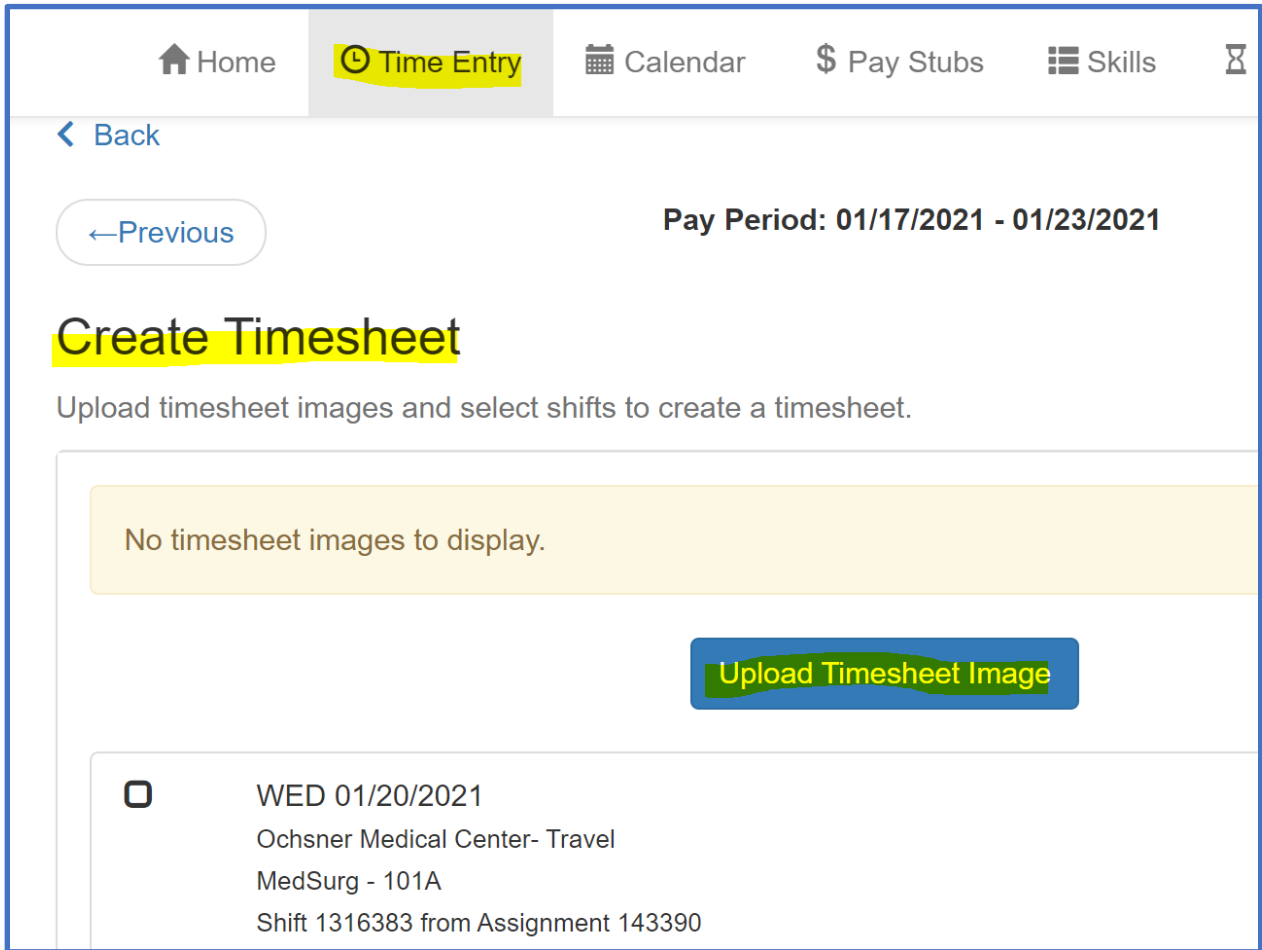 Home Time Entry Calendar $ Pay Stubs Skills
Back
←Previous
Pay Period: 01/17/2021 - 01/23/2021
Create Timesheet
Upload timesheet images and select shifts to create a timesheet.
No timesheet images to display.
Upload Timesheet Image
WED 01/20/2021
Ochsner Medical Center- Travel
MedSurg - 101A
Shift 1316383 from Assignment 143390